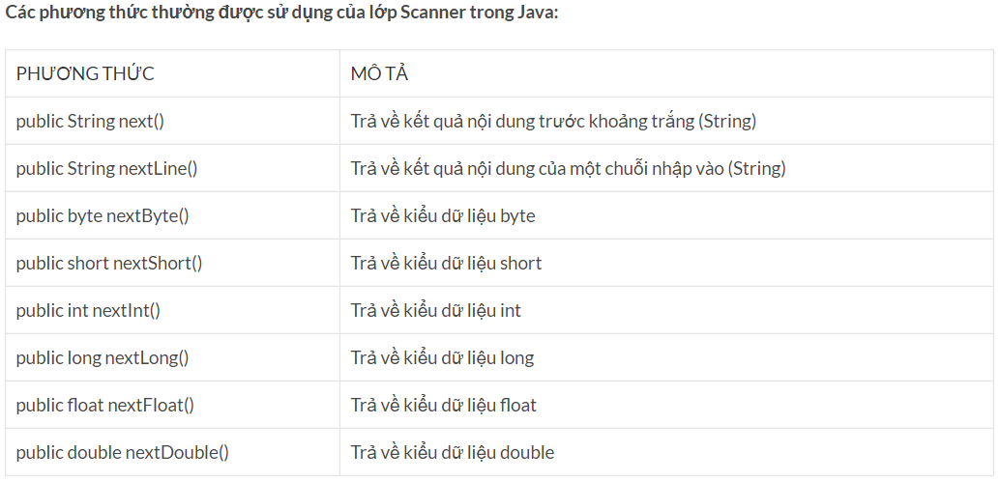 Các phương thức thường được sử dụng của lớp Scanner trong Java:
PHƯƠNG THỨC MÔ TẢ
public String next() Trả về kết quả nội dung trước khoảng trắng (String)
public String nextLine() Trả về kết quả nội dung của một chuỗi nhập vào (String)
public byte nextByte() Trả về kiểu dữ liệu byte
public short nextShort() Trả về kiểu dữ liệu short
public int nextInt() Trả về kiểu dữ liệu int
public long nextLong() Trả về kiểu dữ liệu long
public float nextFloat() Trả về kiểu dữ liệu float
public double nextDouble() Trả về kiểu dữ liệu double